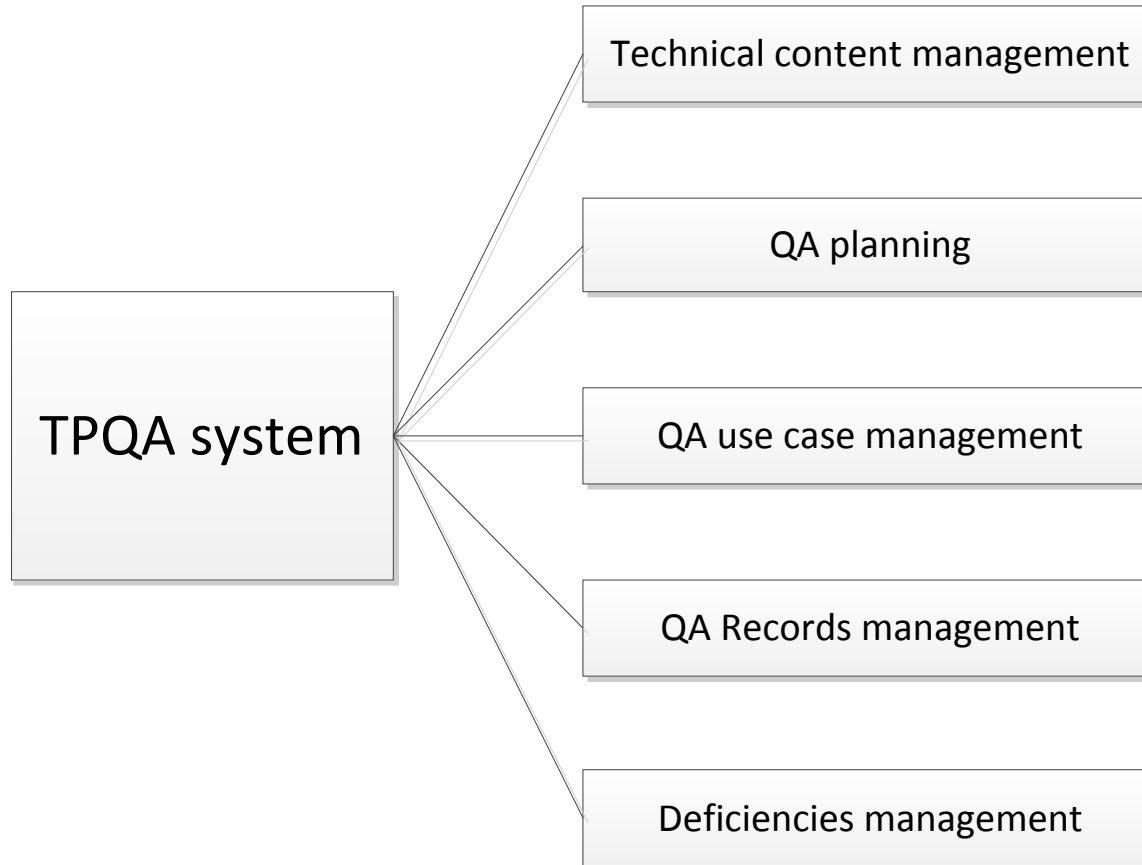 Technical content management
QA planning
TPQA system
QA use case management
QA Records management
Deficiencies management